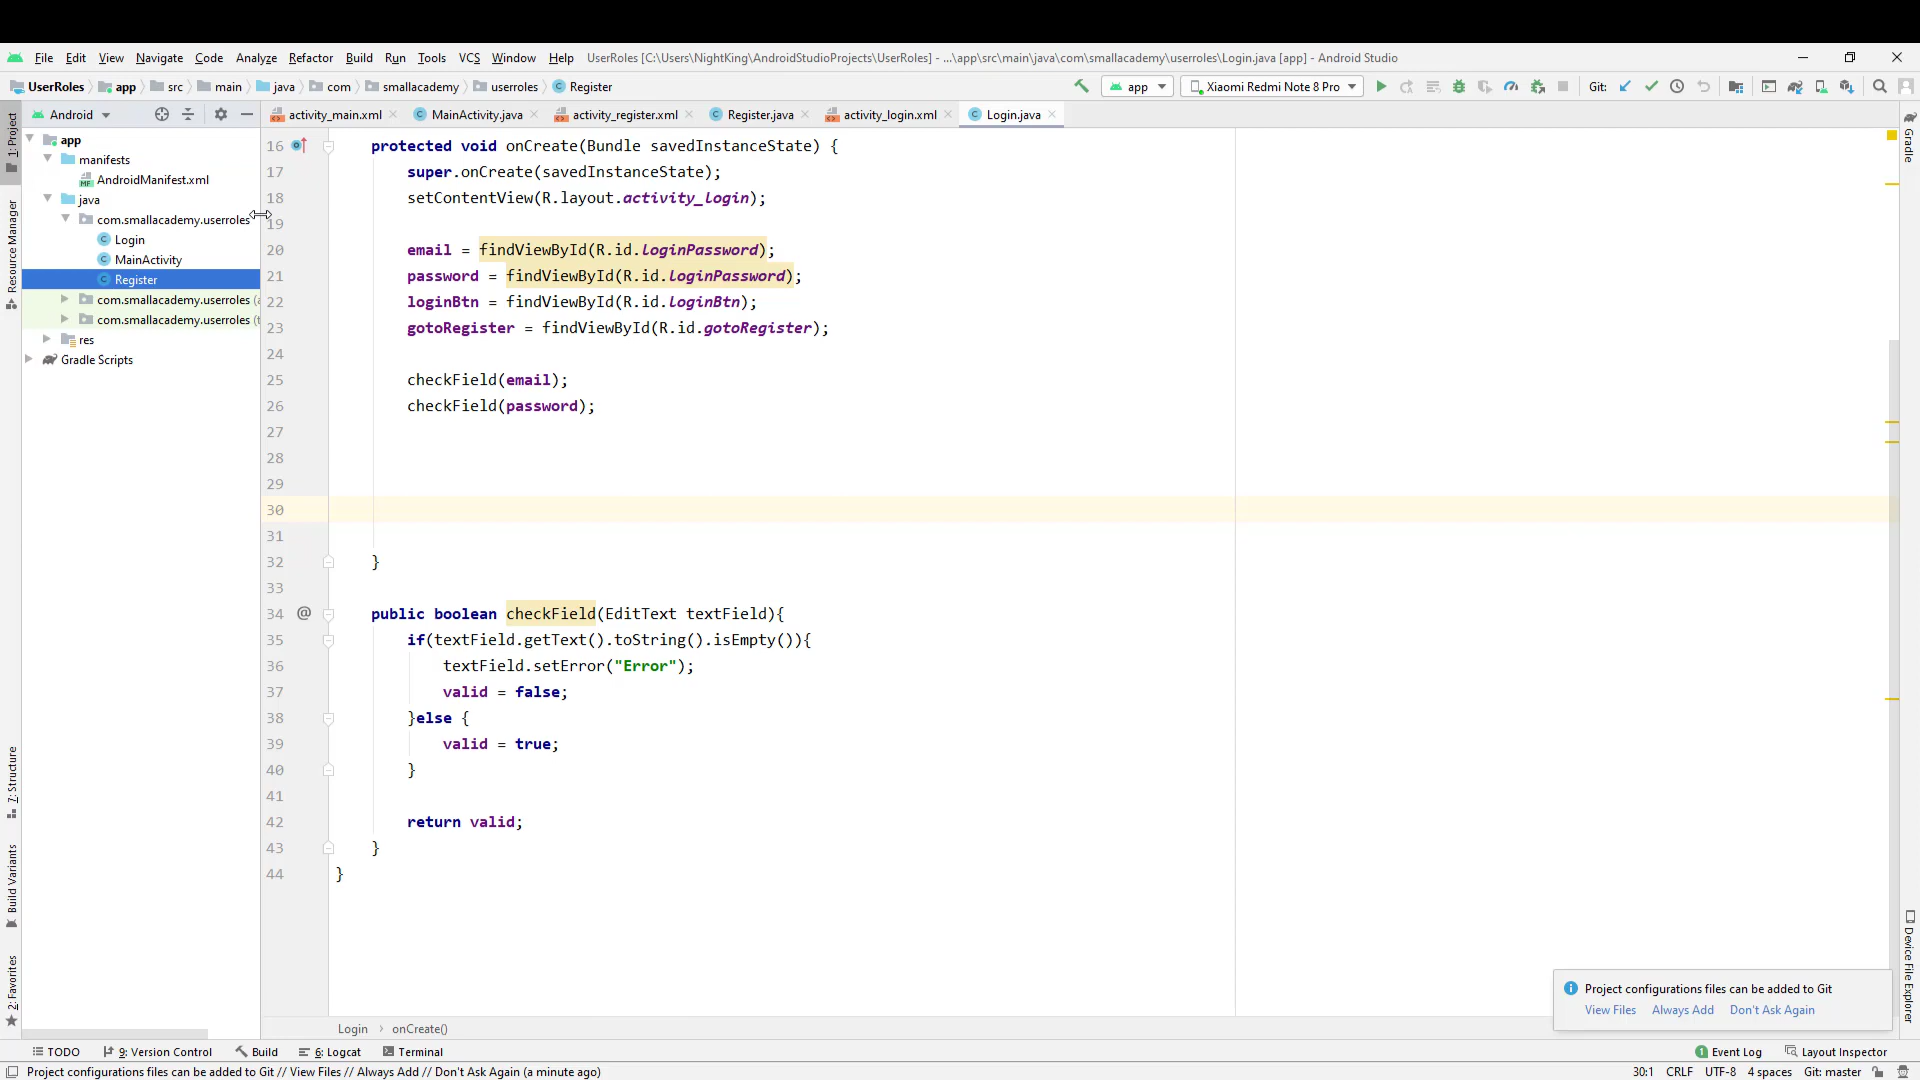 File Edit View Navigate Code Analyze Refactor Build Run Tools VCS Window Help UserRoles [C:\Users\NightKing\AndroidStudioProjects\UserRoles] - ...\app\src\main\java\com\smallacademy\userroles\Login.java [app] - Android Studio
UserRoles app src main java com smallacademy userroles Register app Xiaomi Redmi Note 8 Pro Git:
Android activity_main.xml MainActivity.java activity_register.xml Register.java activity_login.xml Login.java
1: Project
Resource Manager
7: Structure
Build Variants
2: Favorites
app
manifests
AndroidManifest.xml
java
com.smallacademy.userroles
Login
MainActivity
Register
com.smallacademy.userroles (
com.smallacademy.userroles (
res
Gradle Scripts
16 protected void onCreate(Bundle savedInstanceState) {
17 super.onCreate(savedInstanceState);
18 setContentView(R.layout.activity_login);
19
20 email = findViewById(R.id.loginPassword);
21 password = findViewById(R.id.loginPassword);
22 loginBtn = findViewById(R.id.loginBtn);
23 gotoRegister = findViewById(R.id.gotoRegister);
24
25 checkField(email);
26 checkField(password);
27
28
29
30
31
32 }
33
34 @ public boolean checkField(EditText textField){
35 if(textField.getText().toString().isEmpty()){
36 textField.setError("Error");
37 valid = false;
38 }else {
39 valid = true;
40 }
41
42 return valid;
43 }
44 }
Gradle
Device File Explorer
Project configurations files can be added to Git
View Files Always Add Don't Ask Again
Login › onCreate()
TODO 9: Version Control Build 6: Logcat Terminal 1 Event Log Layout Inspector
Project configurations files can be added to Git // View Files // Always Add // Don't Ask Again (a minute ago) 30:1 CRLF UTF-8 4 spaces Git: master